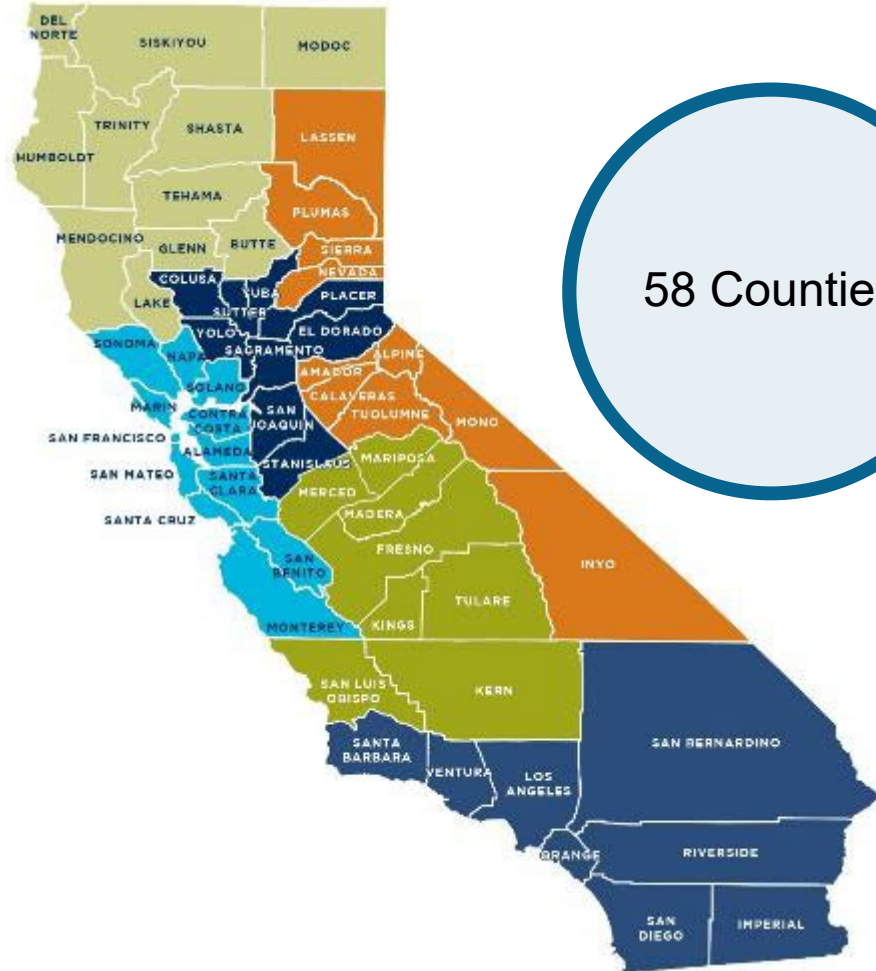 DEL
NORTE
SISKIYOU
MODOC
TRINITY
SHASTA
LASSEN
HUMBOLDT
TEHAMA
PLUMAS
MENDOCINO
GLENN
BUTTE
SIERRA
NEVADA
COLUSA
YUBA
PLACER
LAKE
SUTTER
YOLO
EL DORADO
SONOMA
NAPA
SACRAMENTO
ALPINE
AMADOR
SOLANO
CALAVERAS
MARIN
CONTRA
COSTA
SAN
JOAQUIN
TUOLUMNE
MONO
SAN FRANCISCO
ALAMEDA
STANISLAUS
MARIPOSA
SAN MATEO
SANTA
CLARA
MERCED
MADERA
SANTA CRUZ
FRESNO
SAN
BENITO
INYO
TULARE
MONTEREY
KINGS
SAN LUIS
OBISPO
KERN
SANTA
BARBARA
VENTURA
LOS
ANGELES
SAN BERNARDINO
ORANGE
RIVERSIDE
SAN
DIEGO
IMPERIAL
58 Countie